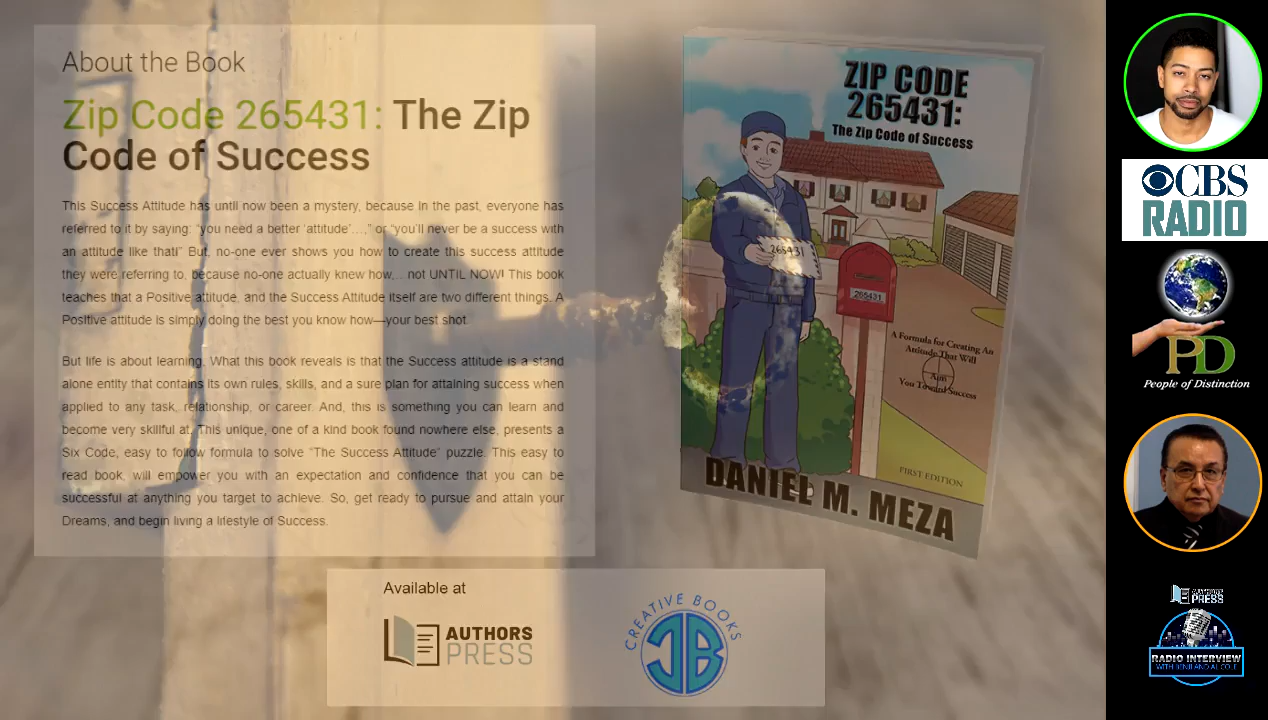 About the Book
Zip Code 265431: The Zip
Code of Success
This Success Attitude has until now been a mystery, because in the past, everyone has
referred to it by saying: "you need a better 'attitude'...," or "you'll never be a success with
an attitude like that!" But, no-one ever shows you how to create this success attitude
they were referring to, because no-one actually knew how,... not UNTIL NOW! This book
teaches that a Positive attitude, and the Success Attitude itself are two different things. A
Positive attitude is simply doing the best you know how—your best shot.
But life is about learning. What this book reveals is that the Success attitude is a stand
alone entity that contains its own rules, skills, and a sure plan for attaining success when
applied to any task, relationship, or career. And, this is something you can learn and
become very skillful at. This unique, one of a kind book found nowhere else, presents a
Six Code, easy to follow formula to solve "The Success Attitude" puzzle. This easy to
read book, will empower you with an expectation and confidence that you can be
successful at anything you target to achieve. So, get ready to pursue and attain your
Dreams, and begin living a lifestyle of Success.
Available at
AUTHORS
PRESS
CREATIVE BOOKS
CB
ZIP CODE
265431:
The Zip Code of Success
265431
265431
A Formula for Creating An
Attitude That Will
Aim
You Toward Success
FIRST EDITION
DANIEL M. MEZA
CBS
RADIO
PD
People of Distinction
AUTHORS
PRESS
RADIO INTERVIEW
WITH BENJI AND AL COLE